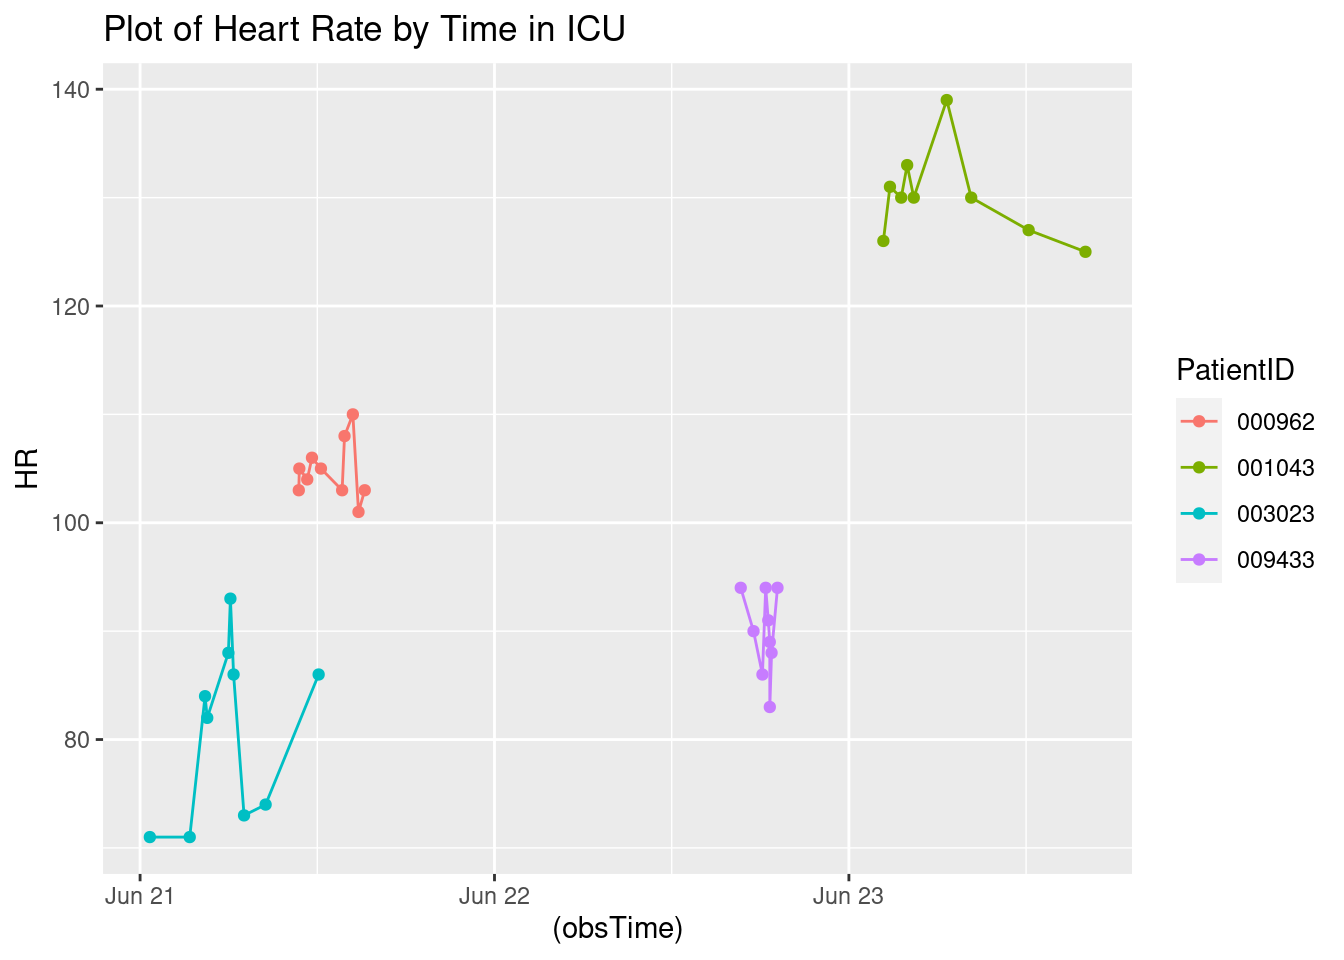 Plot of Heart Rate by Time in ICU
140
120
100
80
HR
Jun 21
Jun 22
Jun 23
(obsTime)
PatientID
000962
001043
003023
009433